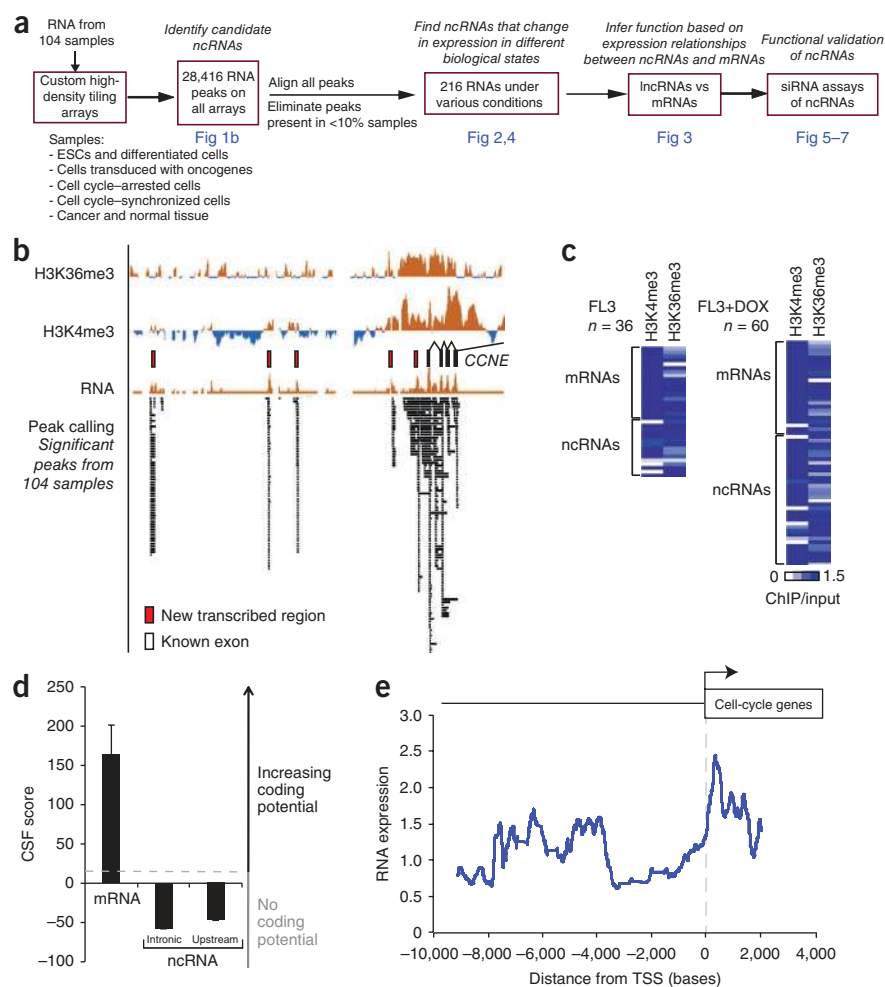 a
RNA from
104 samples
Custom high-
density tiling
arrays
Identify candidate
ncRNAs
28,416 RNA
peaks on
all arrays
Fig 1b
Align all peaks
Eliminate peaks
present in <10% samples
Find ncRNAs that change
in expression in different
biological states
216 RNAs under
various conditions
Fig 2,4
Infer function based on
expression relationships
between ncRNAs and mRNAs
lncRNAs vs
mRNAs
Fig 3
Functional validation
of ncRNAs
siRNA assays
of ncRNAs
Fig 5–7
Samples:
- ESCs and differentiated cells
- Cells transduced with oncogenes
- Cell cycle–arrested cells
- Cell cycle–synchronized cells
- Cancer and normal tissue
b
H3K36me3
H3K4me3
CCNE
RNA
Peak calling
Significant
peaks from
104 samples
New transcribed region
Known exon
c
FL3
n = 36
H3K4me3
H3K36me3
mRNAs
ncRNAs
FL3+DOX
n = 60
H3K4me3
H3K36me3
mRNAs
ncRNAs
0 1.5
ChIP/input
d
CSF score
250
200
150
100
50
0
−50
−100
mRNA
Intronic Upstream
ncRNA
Increasing
coding
potential
No
coding
potential
e
Cell-cycle genes
RNA expression
3.0
2.5
2.0
1.5
1.0
0.5
0
−10,000 −8,000 −6,000 −4,000 −2,000 0 2,000 4,000
Distance from TSS (bases)